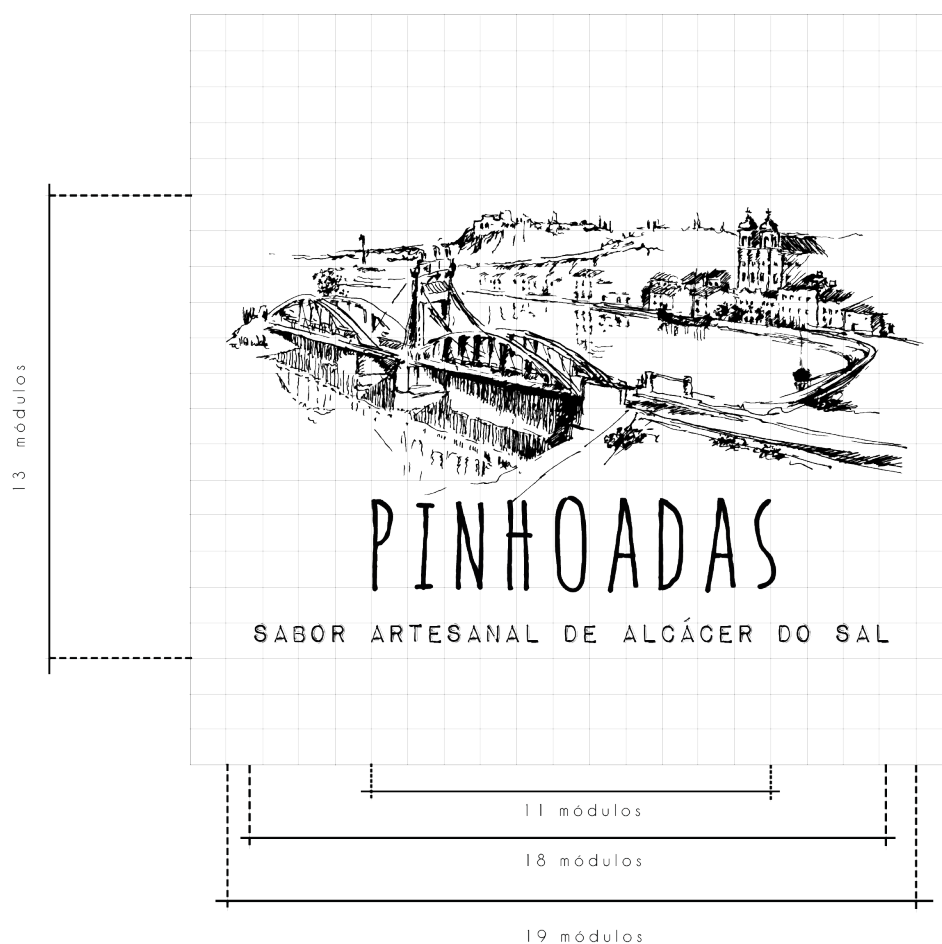 13 módulos
PINHOADAS
SABOR ARTESANAL DE ALCÁCER DO SAL
11 módulos
18 módulos
19 módulos